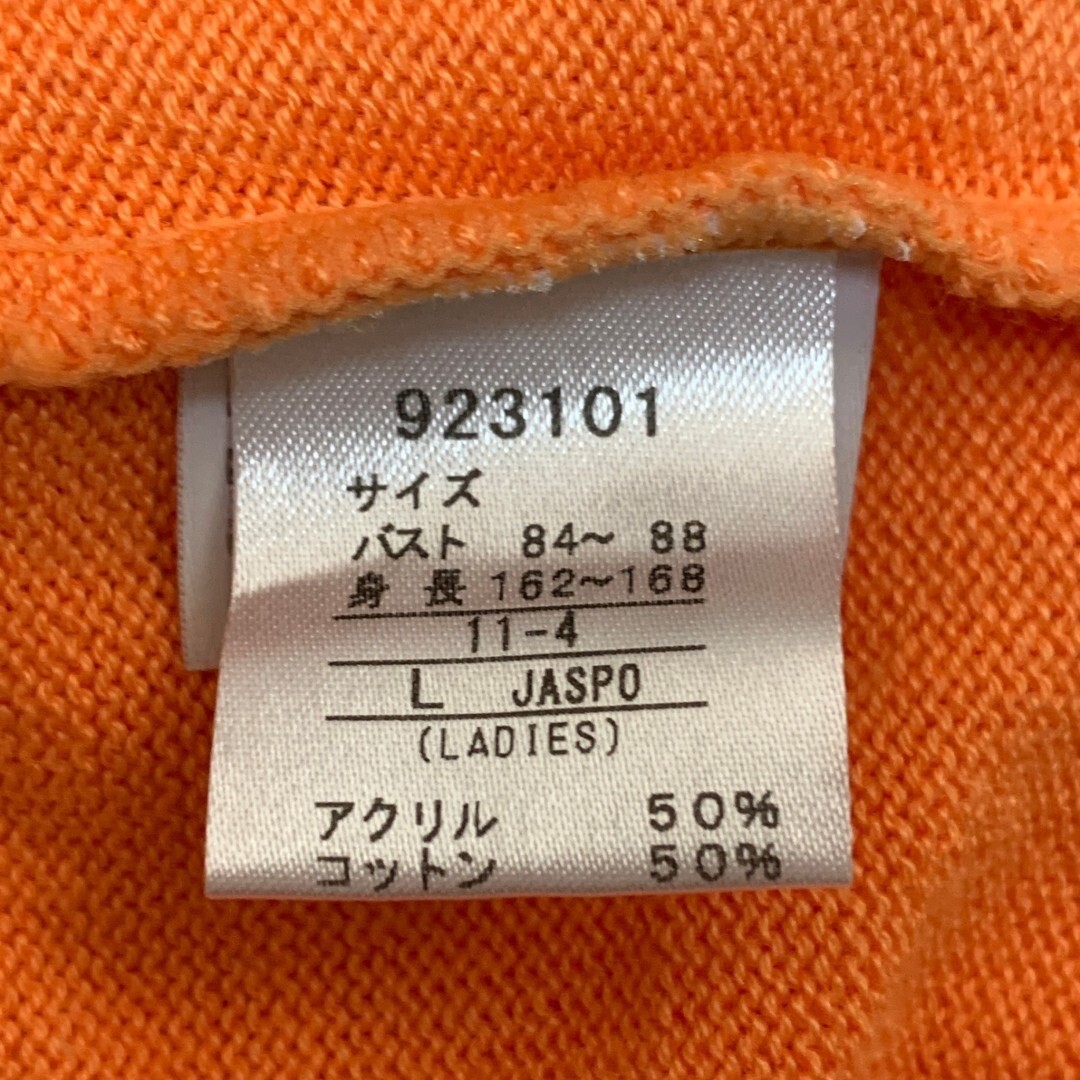 923101
サイズ
バスト 84～ 88
身 長 162～168
11-4
L JASPO
(LADIES)
アクリル 50%
コットン 50%